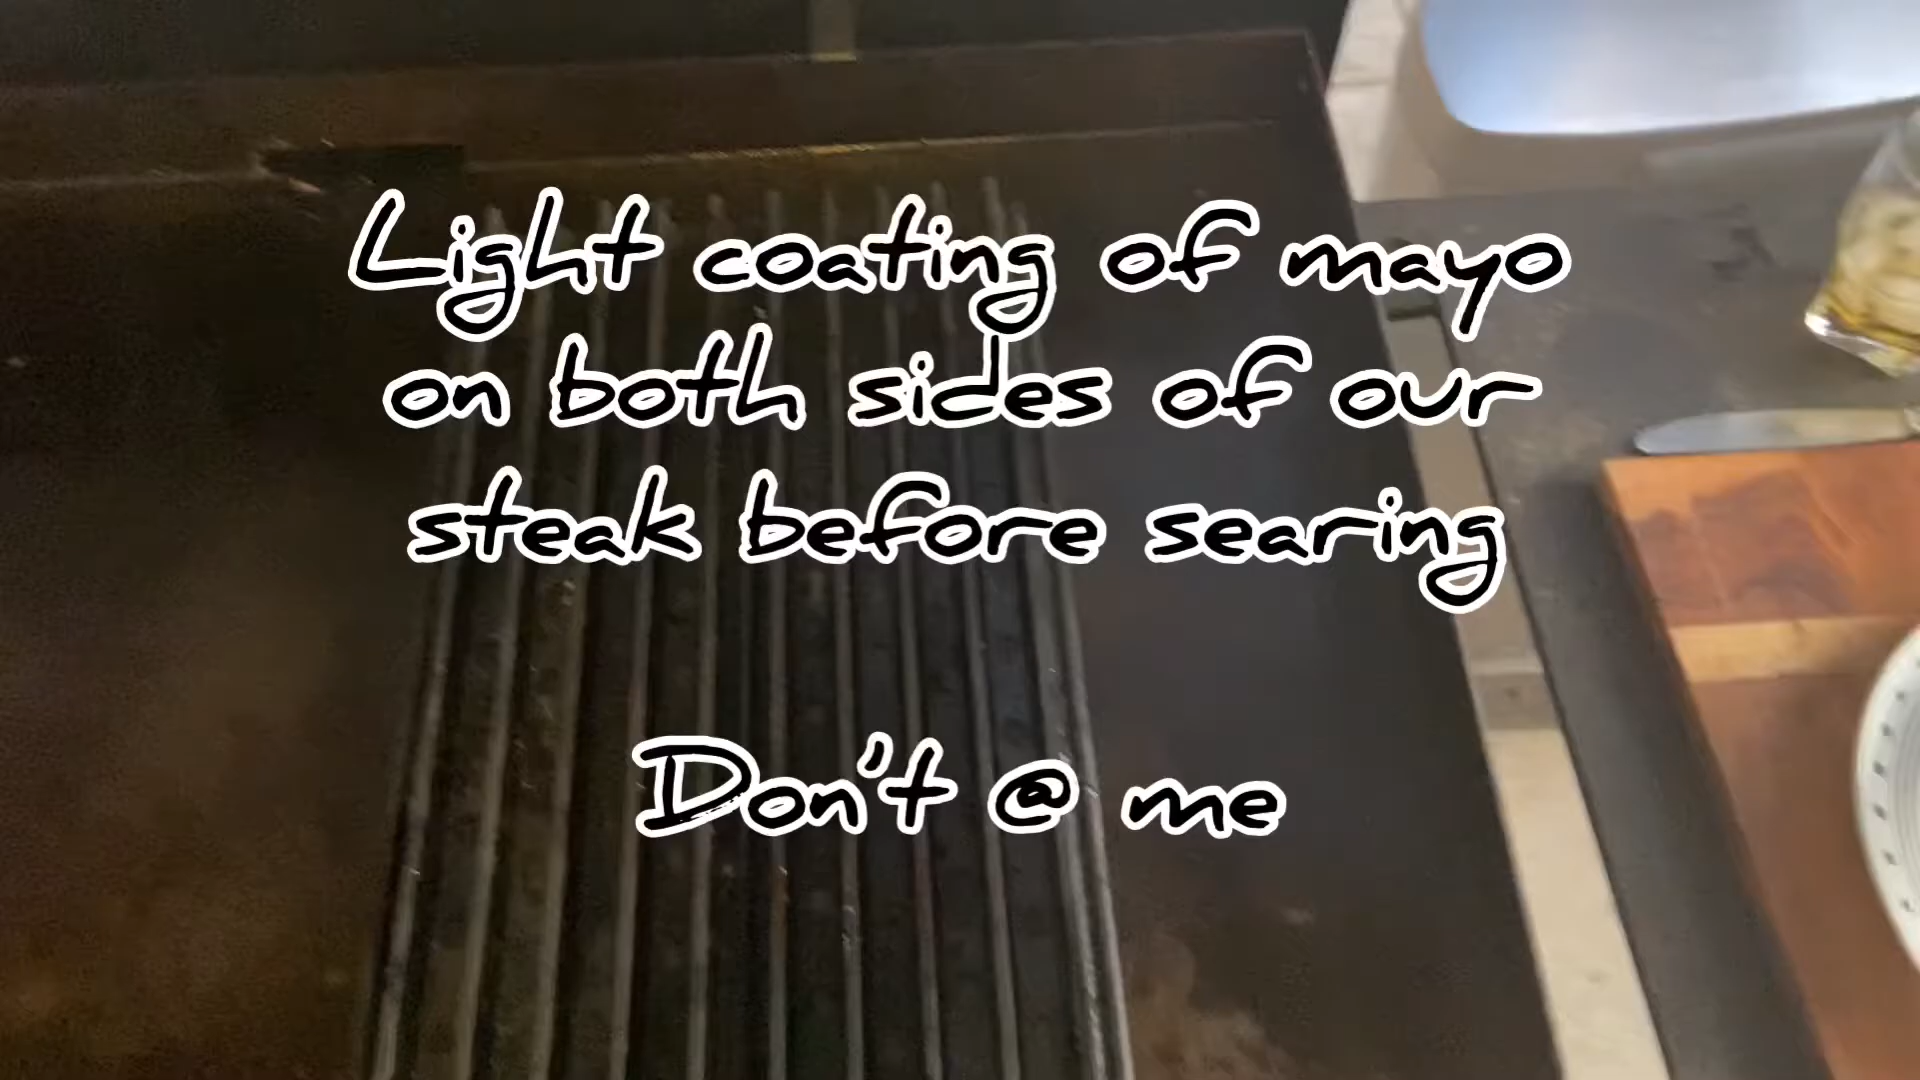 Light coating of mayo
on both sides of our
steak before searing
Don't @ me